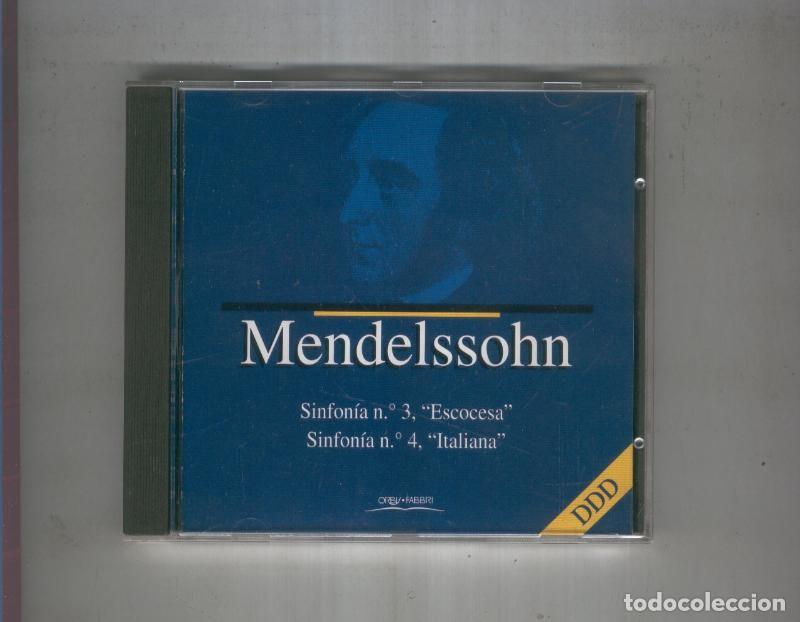 Mendelssohn
Sinfonía n.° 3, “Escocesa”
Sinfonía n.° 4, “Italiana”
ORBIS•FABBRI
DDD
todocoleccion